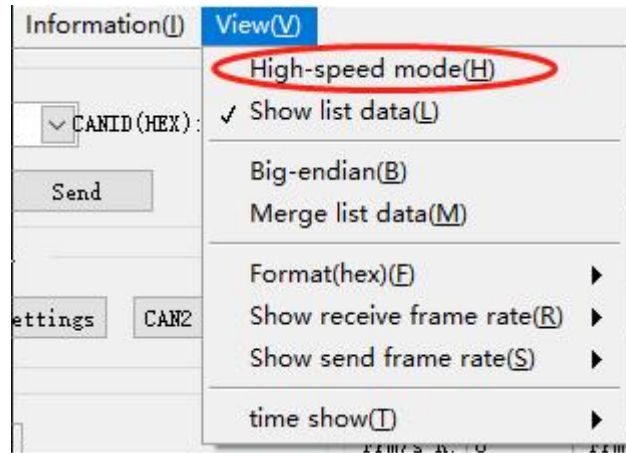 Information(I) View(V)
High-speed mode(H)
CANID(HEX): ✓ Show list data(L)
Big-endian(B)
Send
Merge list data(M)
Format(hex)(F)
ettings CAN2 Show receive frame rate(R)
Show send frame rate(S)
time show(T)